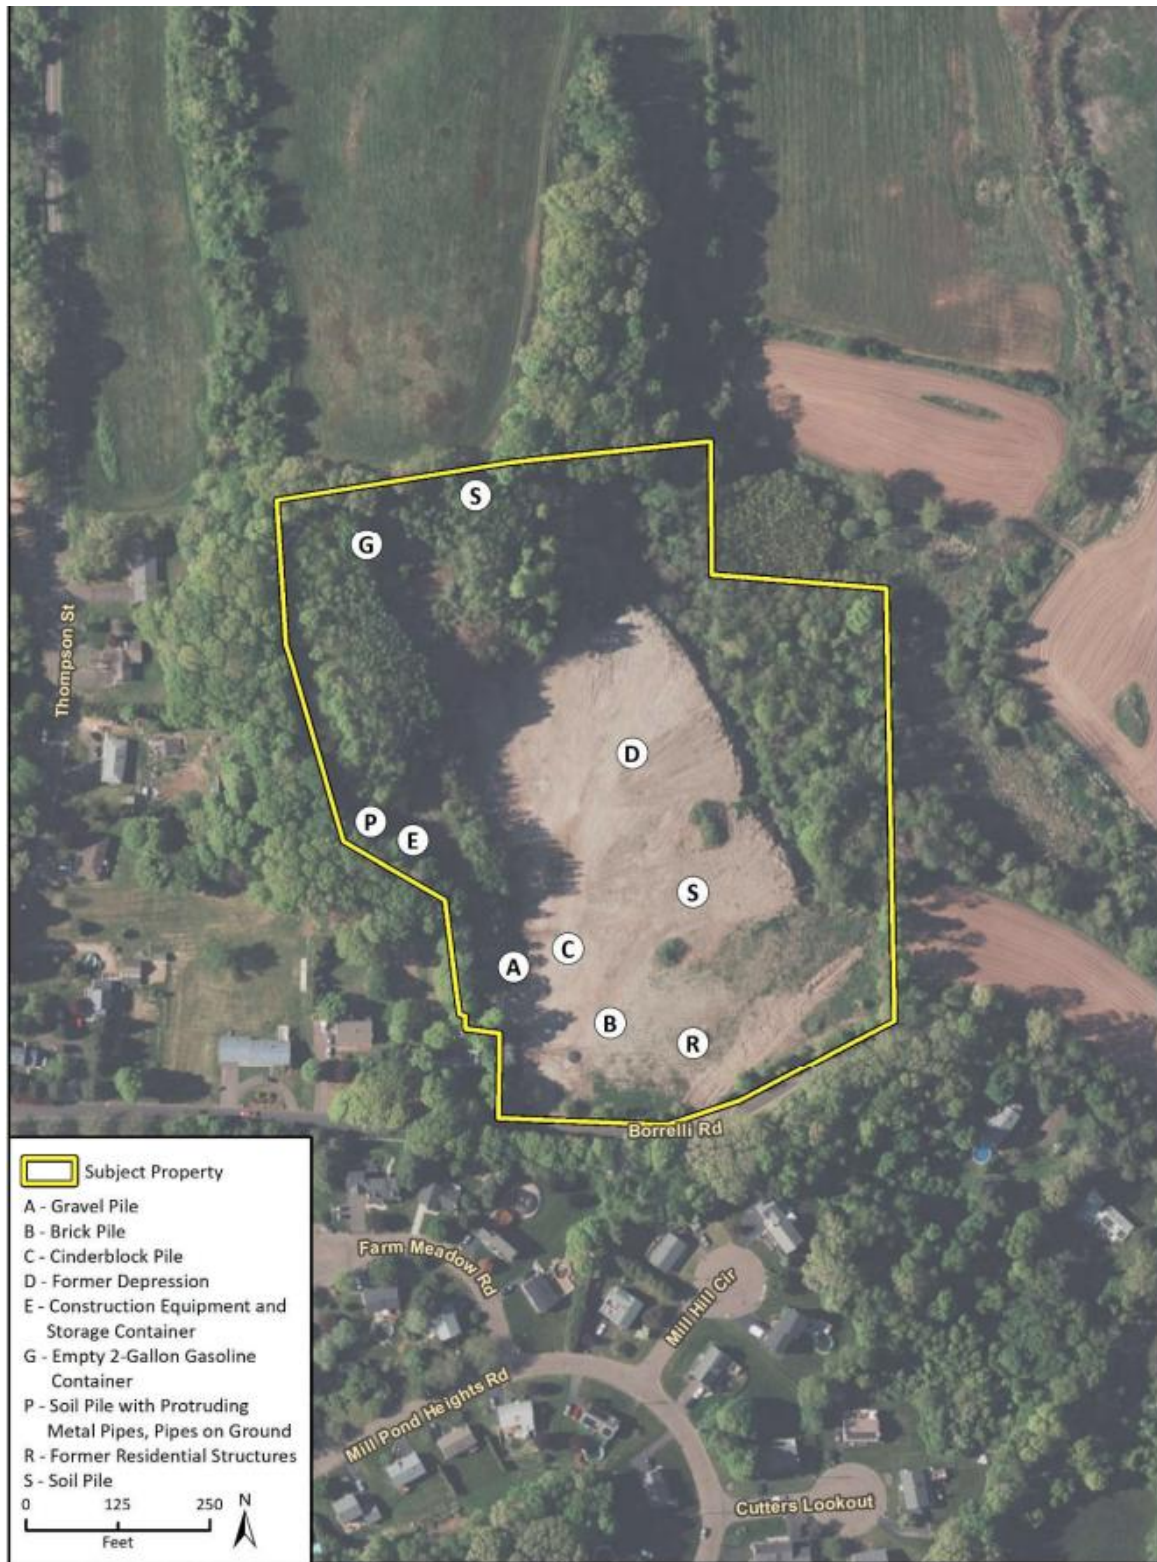 S
G
Thompson St
D
P
E
S
C
A
B
R
Borrelli Rd
Subject Property
A - Gravel Pile
B - Brick Pile
C - Cinderblock Pile
D - Former Depression
E - Construction Equipment and
Storage Container
G - Empty 2-Gallon Gasoline
Container
P - Soil Pile with Protruding
Metal Pipes, Pipes on Ground
R - Former Residential Structures
S - Soil Pile
0 125 250 N
Feet
Farm Meadow Rd
Mill Hill Clr
Mill Pond Heights Rd
Cutters Lookout